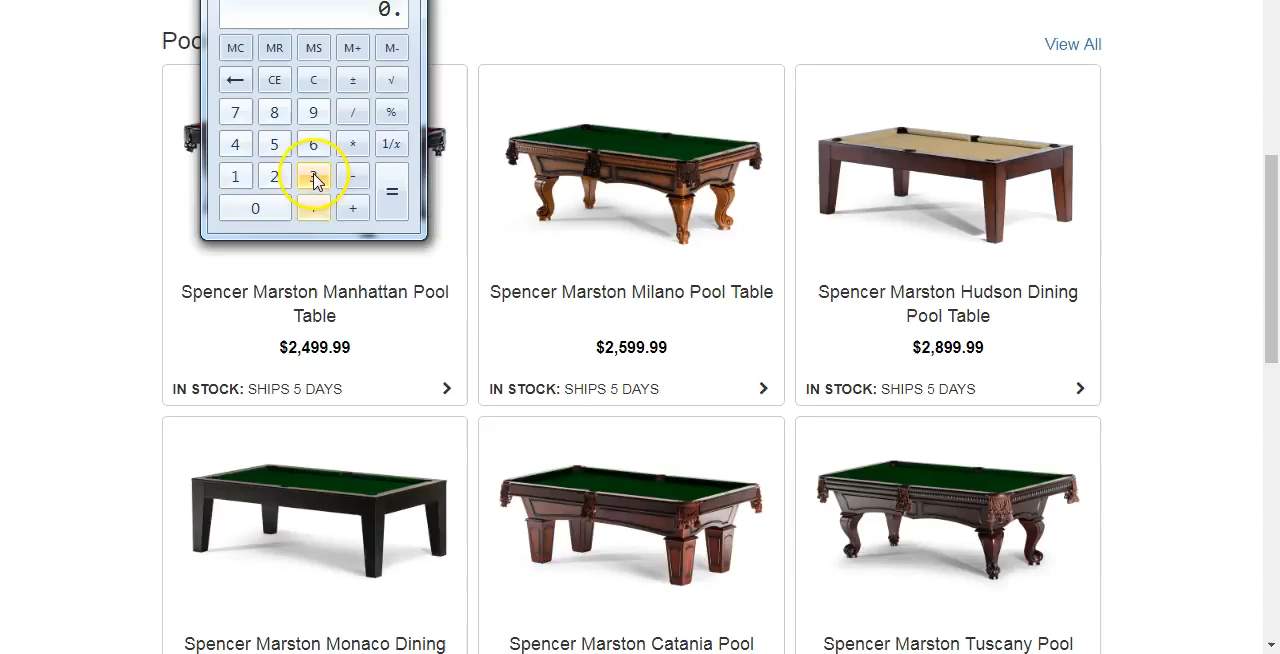 0.
Poo
View All
MC MR MS M+ M-
← CE C ± √
7 8 9 / %
4 5 6 * 1/x
1 2 3 - =
0 . +
Spencer Marston Manhattan Pool
Table
$2,499.99
IN STOCK: SHIPS 5 DAYS
Spencer Marston Milano Pool Table
$2,599.99
IN STOCK: SHIPS 5 DAYS
Spencer Marston Hudson Dining
Pool Table
$2,899.99
IN STOCK: SHIPS 5 DAYS
Spencer Marston Monaco Dining
Spencer Marston Catania Pool
Spencer Marston Tuscany Pool